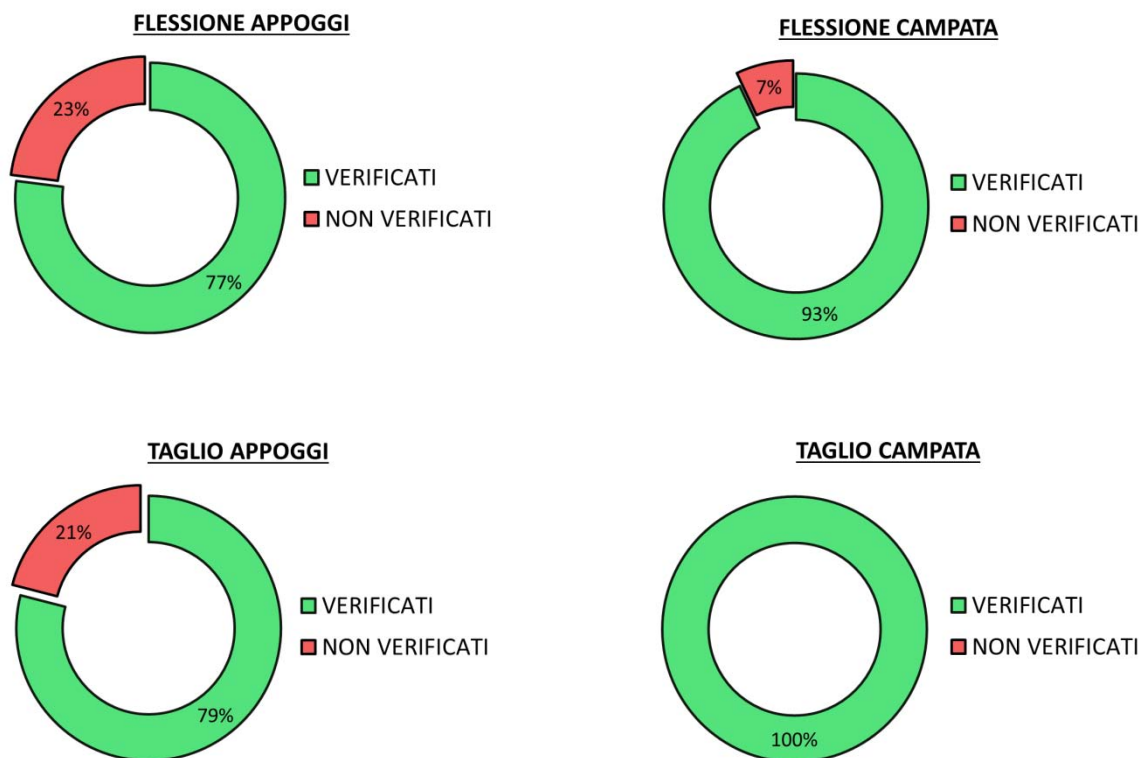 FLESSIONE APPOGGI
23%
77%
VERIFICATI
NON VERIFICATI
FLESSIONE CAMPATA
7%
93%
VERIFICATI
NON VERIFICATI
TAGLIO APPOGGI
21%
79%
VERIFICATI
NON VERIFICATI
TAGLIO CAMPATA
100%
VERIFICATI
NON VERIFICATI